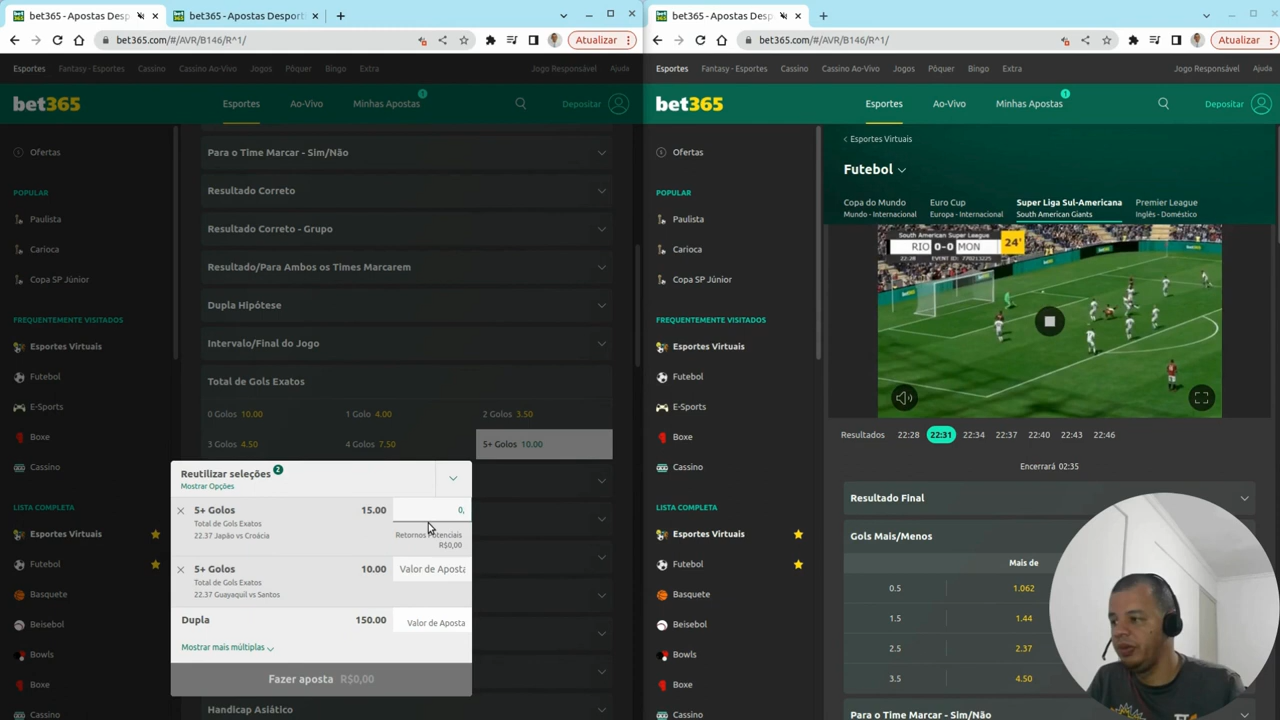 bet365 - Apostas Desport
bet365 - Apostas Desport
bet365.com/#/AVR/B146/R^1/
Atualizar
Esportes
Fantasy - Esportes
Cassino
Cassino Ao-Vivo
Jogos
Pôquer
Bingo
Extra
Jogo Responsável
Ajuda
bet365
Esportes
Ao-Vivo
Minhas Apostas
1
Depositar
Ofertas
POPULAR
Paulista
Carioca
Copa SP Júnior
FREQUENTEMENTE VISITADOS
Esportes Virtuais
Futebol
E-Sports
Boxe
Cassino
LISTA COMPLETA
Esportes Virtuais
Futebol
Basquete
Beisebol
Bowls
Boxe
Cassino
Para o Time Marcar - Sim/Não
Resultado Correto
Resultado Correto - Grupo
Resultado/Para Ambos os Times Marcarem
Dupla Hipótese
Intervalo/Final do Jogo
Total de Gols Exatos
0 Golos 10.00
1 Golo 4.00
2 Golos 3.50
3 Golos 4.50
4 Golos 7.50
5+ Golos 10.00
Reutilizar seleções 2
Mostrar Opções
5+ Golos 15.00 0,
Total de Gols Exatos
22.37 Japão vs Croácia
Retornos Potenciais
R$0,00
5+ Golos 10.00 Valor de Aposta
Total de Gols Exatos
22.37 Guayaquil vs Santos
Dupla 150.00 Valor de Aposta
Mostrar mais múltiplas
Fazer aposta R$0,00
Handicap Asiático
bet365 - Apostas Desport
bet365.com/#/AVR/B146/R^1/
Atualizar
Esportes
Fantasy - Esportes
Cassino
Cassino Ao-Vivo
Jogos
Pôquer
Bingo
Extra
Jogo Responsável
Ajuda
bet365
Esportes
Ao-Vivo
Minhas Apostas
1
Depositar
Ofertas
POPULAR
Paulista
Carioca
Copa SP Júnior
FREQUENTEMENTE VISITADOS
Esportes Virtuais
Futebol
E-Sports
Boxe
Cassino
LISTA COMPLETA
Esportes Virtuais
Futebol
Basquete
Beisebol
Bowls
Boxe
Cassino
Esportes Virtuais
Futebol
Copa do Mundo
Mundo - Internacional
Euro Cup
Europa - Internacional
Super Liga Sul-Americana
South American Giants
Premier League
Inglês - Doméstico
South American Super League
RIO 0-0 MON 24'
22:28 EVENT ID:
Resultados 22:28 22:31 22:34 22:37 22:40 22:43 22:46
Encerrará 02:35
Resultado Final
Gols Mais/Menos
Mais de
0.5 1.062
1.5 1.44
2.5 2.37
3.5 4.50
Para o Time Marcar - Sim/Não